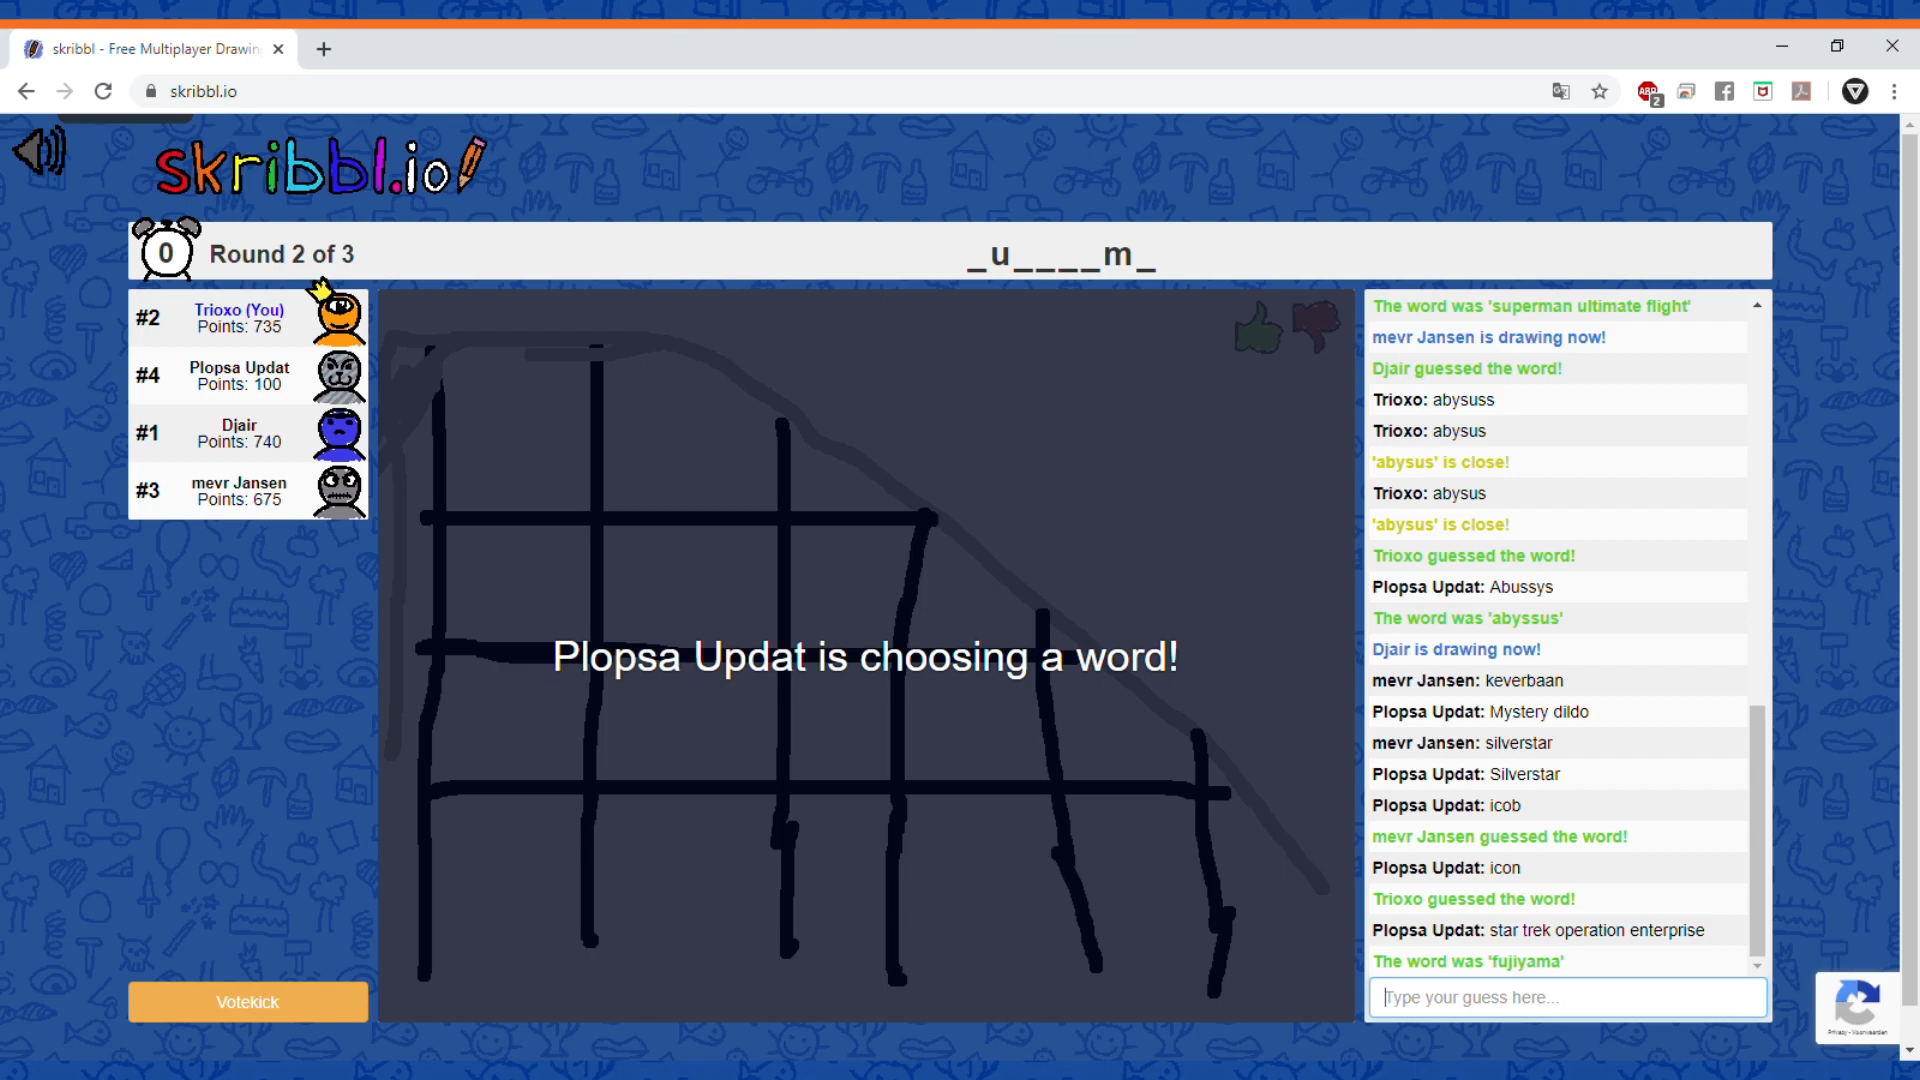 skribbl - Free Multiplayer Drawin
skribbl.io
ABP
2
skribbl.io
0
Round 2 of 3
_u____m_
#2
Trioxo (You)
Points: 735
#4
Plopsa Updat
Points: 100
#1
Djair
Points: 740
#3
mevr Jansen
Points: 675
Votekick
Plopsa Updat is choosing a word!
The word was 'superman ultimate flight'
mevr Jansen is drawing now!
Djair guessed the word!
Trioxo: abysuss
Trioxo: abysus
'abysus' is close!
Trioxo: abysus
'abysus' is close!
Trioxo guessed the word!
Plopsa Updat: Abussys
The word was 'abyssus'
Djair is drawing now!
mevr Jansen: keverbaan
Plopsa Updat: Mystery dildo
mevr Jansen: silverstar
Plopsa Updat: Silverstar
Plopsa Updat: icob
mevr Jansen guessed the word!
Plopsa Updat: icon
Trioxo guessed the word!
Plopsa Updat: star trek operation enterprise
The word was 'fujiyama'
Type your guess here...
Privacy - Voorwaarden